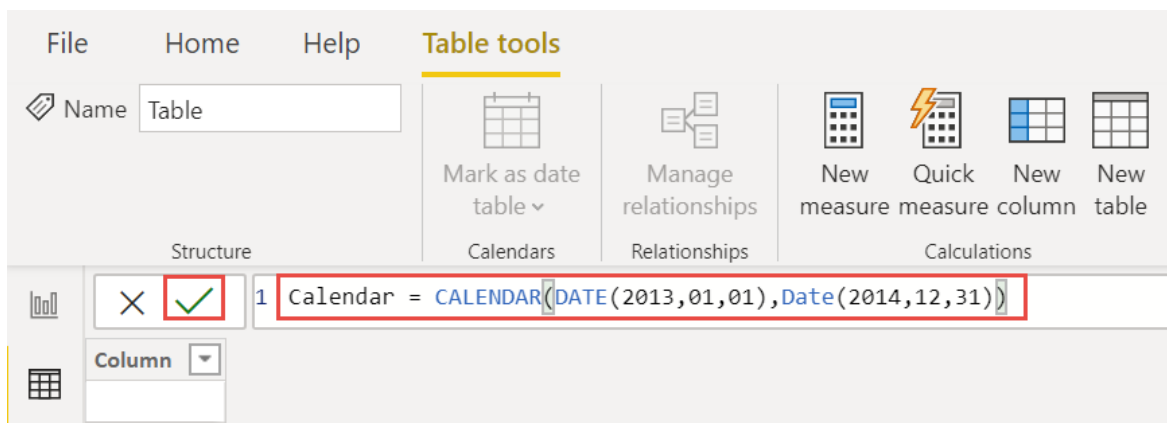 File Home Help Table tools
Name Table
Mark as date table
Manage relationships
New measure
Quick measure
New column
New table
Structure Calendars Relationships Calculations
1 Calendar = CALENDAR(DATE(2013,01,01),Date(2014,12,31))
Column